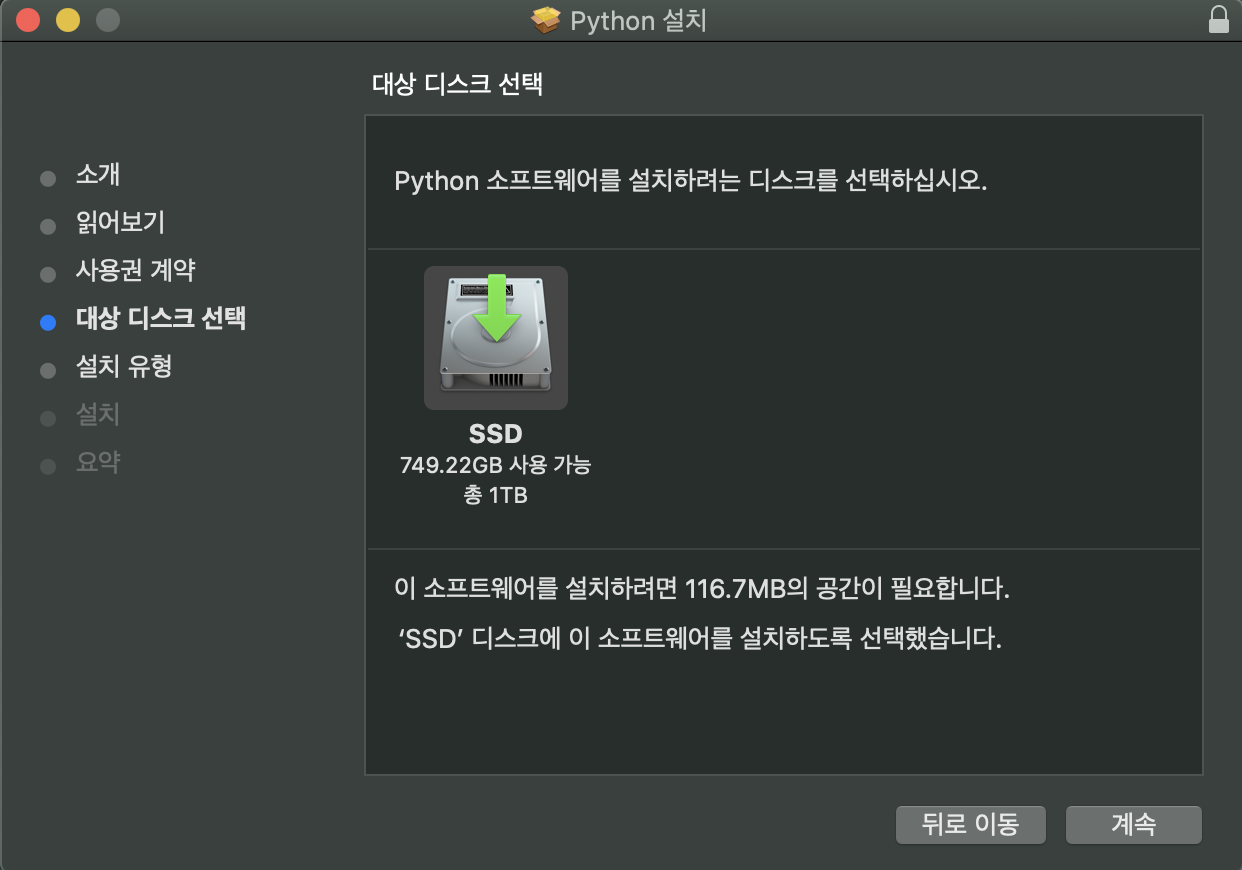 Python 설치
대상 디스크 선택
소개
읽어보기
사용권 계약
대상 디스크 선택
설치 유형
설치
요약
Python 소프트웨어를 설치하려는 디스크를 선택하십시오.
SSD
749.22GB 사용 가능
총 1TB
이 소프트웨어를 설치하려면 116.7MB의 공간이 필요합니다.
‘SSD’ 디스크에 이 소프트웨어를 설치하도록 선택했습니다.
뒤로 이동
계속